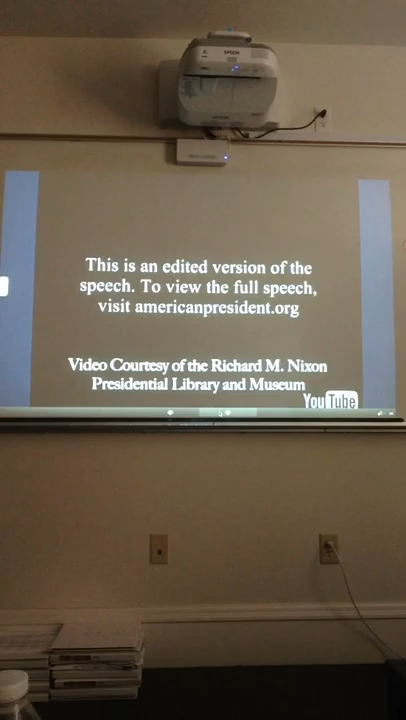 EPSON
This is an edited version of the
speech. To view the full speech,
visit americanpresident.org
Video Courtesy of the Richard M. Nixon
Presidential Library and Museum
YouTube